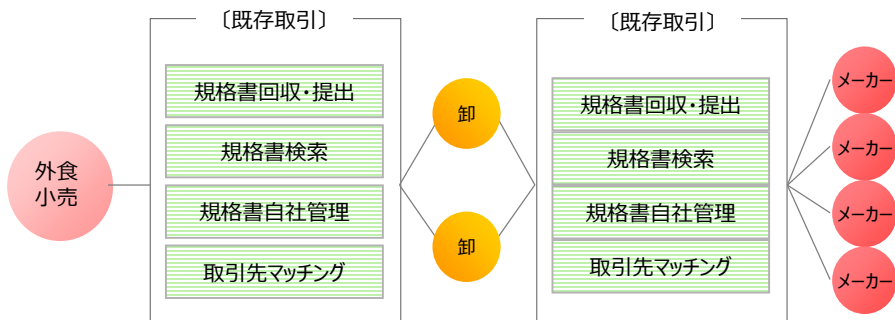 〔既存取引〕
〔既存取引〕
外食
小売
規格書回収・提出
規格書検索
規格書自社管理
取引先マッチング
卸
卸
規格書回収・提出
規格書検索
規格書自社管理
取引先マッチング
メーカー
メーカー
メーカー
メーカー